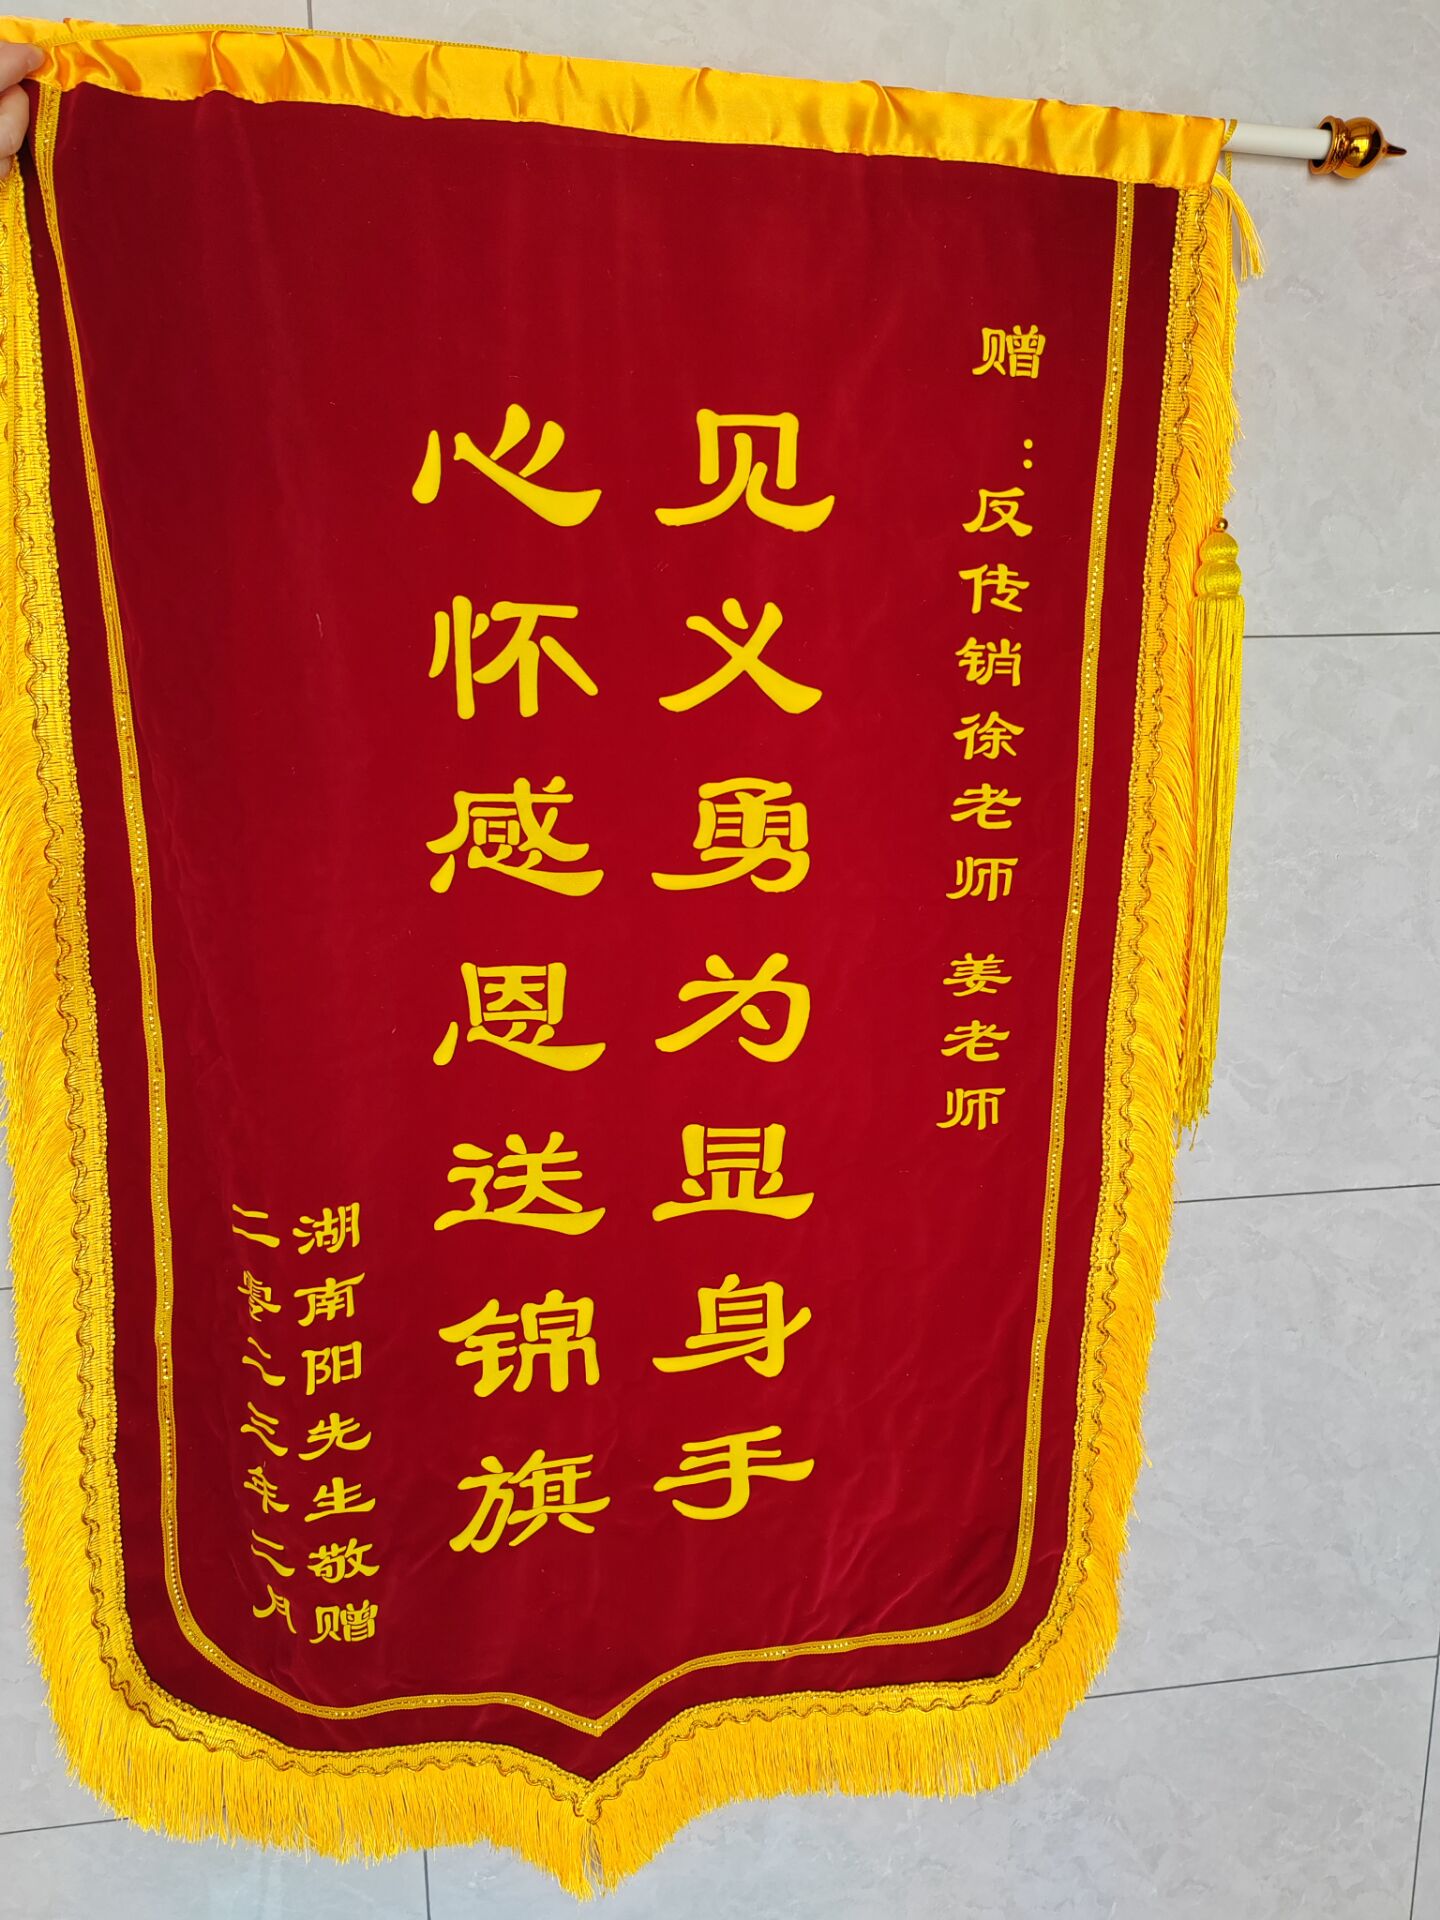 赠：反传销徐老师 姜老师
见义勇为显身手
心怀感恩送锦旗
湖南阳先生敬赠
二零二三年二月